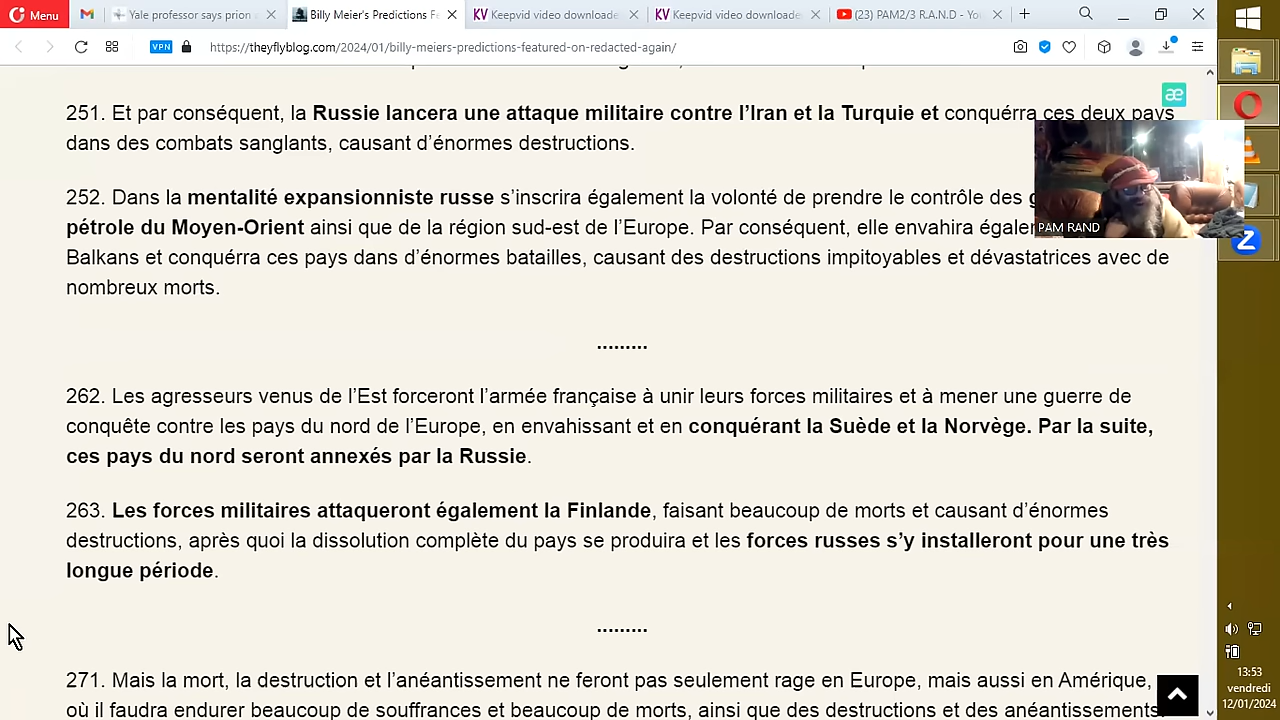 Menu
Yale professor says prion
Billy Meier's Predictions Fe
KV Keepvid video downloade
KV Keepvid video downloade
(23) PAM2/3 R.A.N.D - You
VPN
https://theyflyblog.com/2024/01/billy-meiers-predictions-featured-on-redacted-again/
æ
251. Et par conséquent, la Russie lancera une attaque militaire contre l’Iran et la Turquie et conquérra ces deux pays
dans des combats sanglants, causant d’énormes destructions.
252. Dans la mentalité expansionniste russe s’inscrira également la volonté de prendre le contrôle des
pétrole du Moyen-Orient ainsi que de la région sud-est de l’Europe. Par conséquent, elle envahira égaler
PAM RAND
Balkans et conquérra ces pays dans d’énormes batailles, causant des destructions impitoyables et dévastatrices avec de
nombreux morts.
.........
262. Les agresseurs venus de l’Est forceront l’armée française à unir leurs forces militaires et à mener une guerre de
conquête contre les pays du nord de l’Europe, en envahissant et en conquérant la Suède et la Norvège. Par la suite,
ces pays du nord seront annexés par la Russie.
263. Les forces militaires attaqueront également la Finlande, faisant beaucoup de morts et causant d’énormes
destructions, après quoi la dissolution complète du pays se produira et les forces russes s’y installeront pour une très
longue période.
.........
271. Mais la mort, la destruction et l’anéantissement ne feront pas seulement rage en Europe, mais aussi en Amérique,
où il faudra endurer beaucoup de souffrances et beaucoup de morts, ainsi que des destructions et des anéantissements
Z
13:53
vendredi
12/01/2024